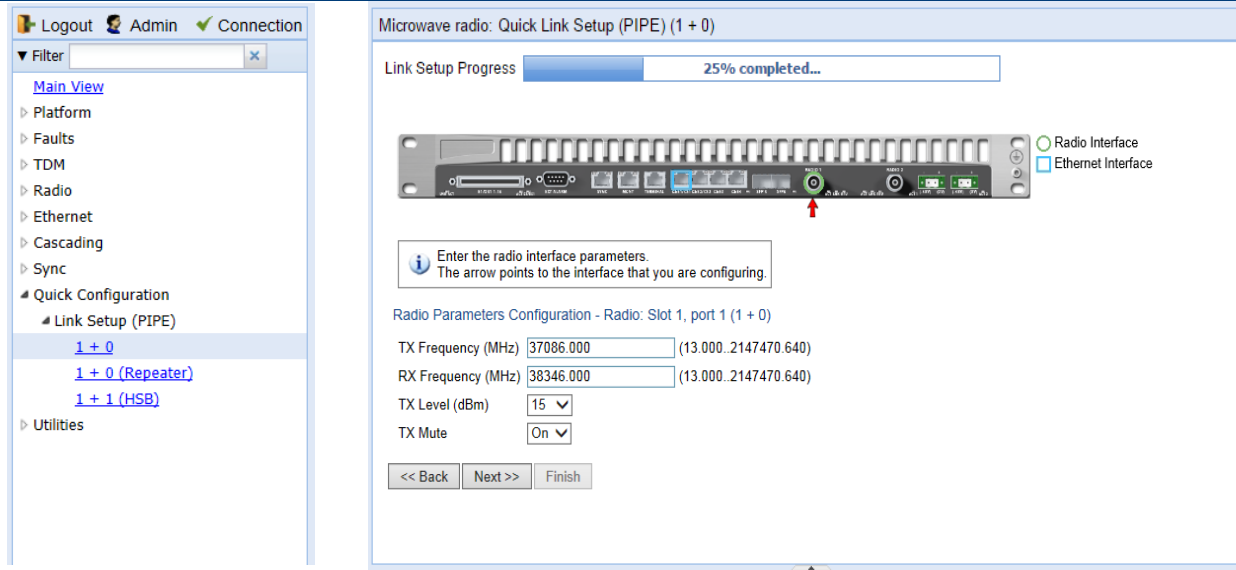 Logout Admin Connection
Filter
Main View
Platform
Faults
TDM
Radio
Ethernet
Cascading
Sync
Quick Configuration
Link Setup (PIPE)
1 + 0
1 + 0 (Repeater)
1 + 1 (HSB)
Utilities
Microwave radio: Quick Link Setup (PIPE) (1 + 0)
Link Setup Progress 25% completed...
RADIO 1
RADIO 2
Radio Interface
Ethernet Interface
Enter the radio interface parameters.
The arrow points to the interface that you are configuring.
Radio Parameters Configuration - Radio: Slot 1, port 1 (1 + 0)
TX Frequency (MHz) 37086.000 (13.000..2147470.640)
RX Frequency (MHz) 38346.000 (13.000..2147470.640)
TX Level (dBm) 15
TX Mute On
<< Back Next >> Finish